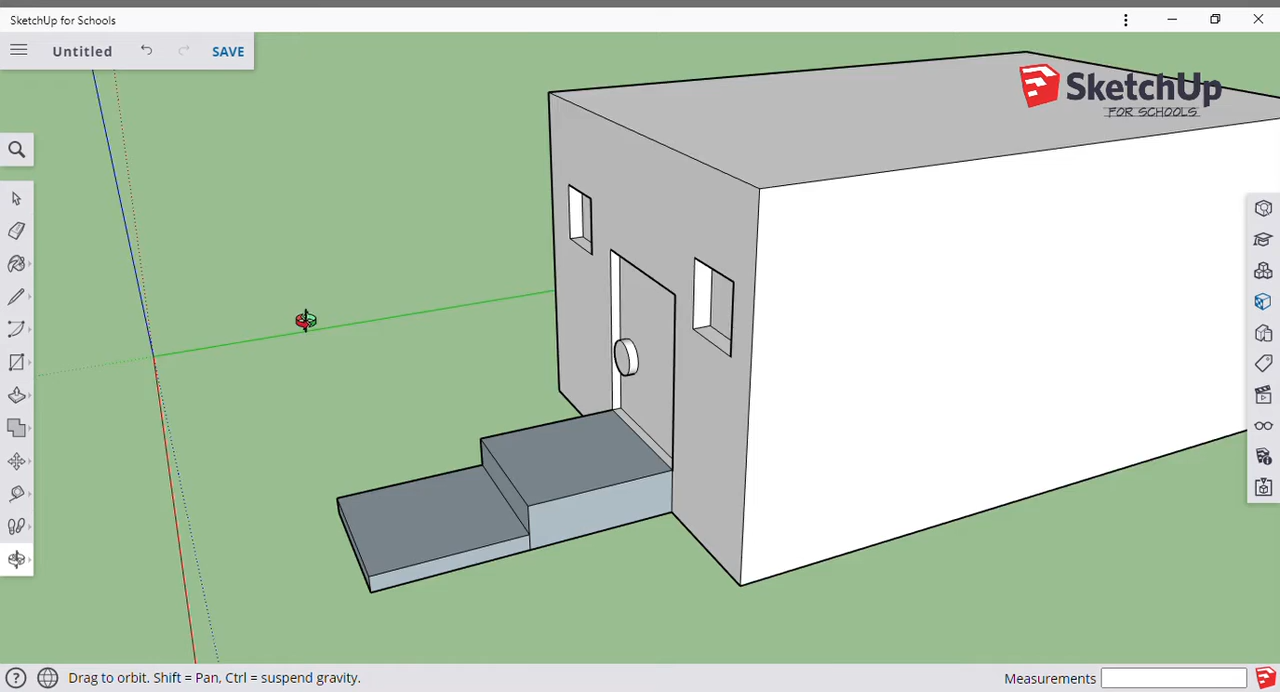 SketchUp for Schools
Untitled
SAVE
SketchUp
FOR SCHOOLS
Drag to orbit. Shift = Pan, Ctrl = suspend gravity.
Measurements